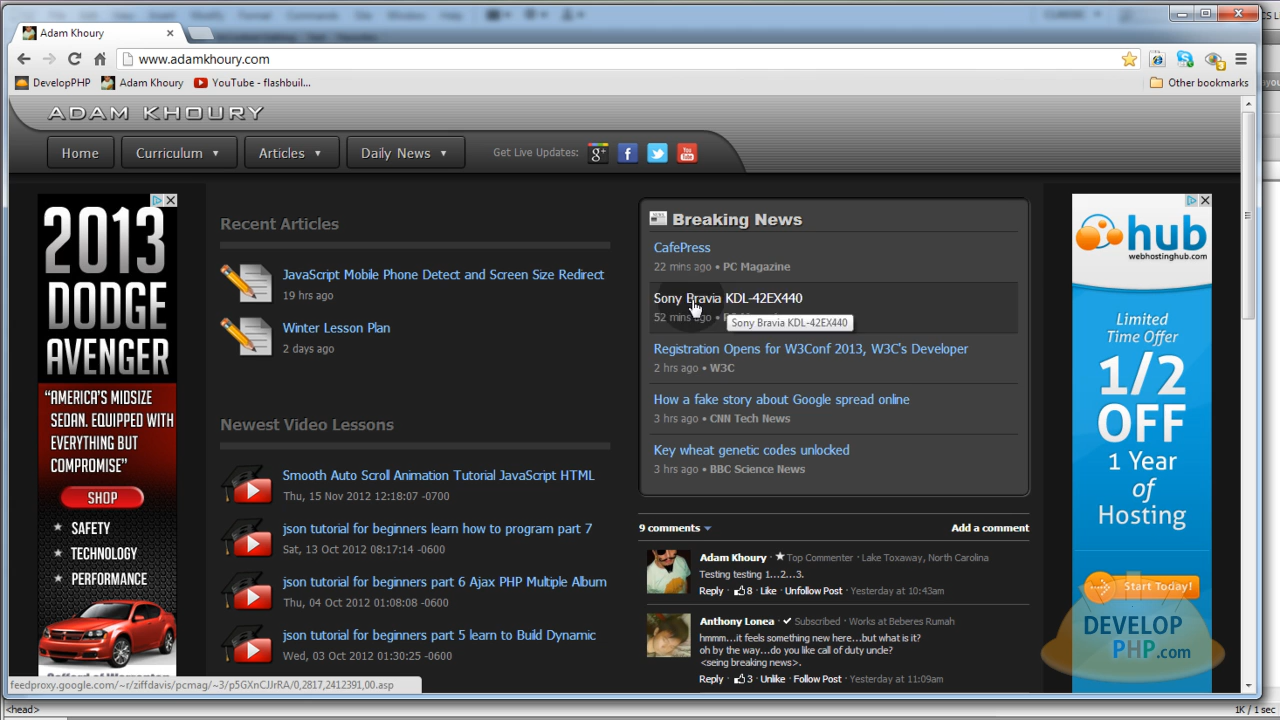 Adam Khoury
www.adamkhoury.com
DevelopPHP
Adam Khoury
YouTube - flashbuil...
Other bookmarks
ADAM KHOURY
Home
Curriculum
Articles
Daily News
Get Live Updates:
2013
DODGE
AVENGER
“AMERICA'S MIDSIZE
SEDAN. EQUIPPED WITH
EVERYTHING BUT
COMPROMISE”
SHOP
★ SAFETY
★ TECHNOLOGY
★ PERFORMANCE
Recent Articles
JavaScript Mobile Phone Detect and Screen Size Redirect
19 hrs ago
Winter Lesson Plan
2 days ago
Newest Video Lessons
Smooth Auto Scroll Animation Tutorial JavaScript HTML
Thu, 15 Nov 2012 12:18:07 -0700
json tutorial for beginners learn how to program part 7
Sat, 13 Oct 2012 08:17:14 -0600
json tutorial for beginners part 6 Ajax PHP Multiple Album
Thu, 04 Oct 2012 01:08:08 -0600
json tutorial for beginners part 5 learn to Build Dynamic
Wed, 03 Oct 2012 01:30:25 -0600
Breaking News
CafePress
22 mins ago • PC Magazine
Sony Bravia KDL-42EX440
52 mins ago •
Sony Bravia KDL-42EX440
Registration Opens for W3Conf 2013, W3C's Developer
2 hrs ago • W3C
How a fake story about Google spread online
3 hrs ago • CNN Tech News
Key wheat genetic codes unlocked
3 hrs ago • BBC Science News
9 comments
Add a comment
Adam Khoury · ★ Top Commenter · Lake Toxaway, North Carolina
Testing testing 1...2...3.
Reply · 8 · Like · Unfollow Post · Yesterday at 10:43am
Anthony Lonea · ✔ Subscribed · Works at Beberes Rumah
hmmm...it feels something new here...but what is it?
oh by the way...do you like call of duty unde?
<seing breaking news>.
Reply · 3 · Unlike · Follow Post · Yesterday at 11:09am
hub
webhostinghub.com
Limited
Time Offer
1/2
OFF
1 Year
of
Hosting
Start Today!
DEVELOP
PHP.com
feedproxy.google.com/~r/ziffdavis/pcmag/~3/p5GXnCJJrRA/0,2817,2412391,00.asp
<head>
1K / 1 sec